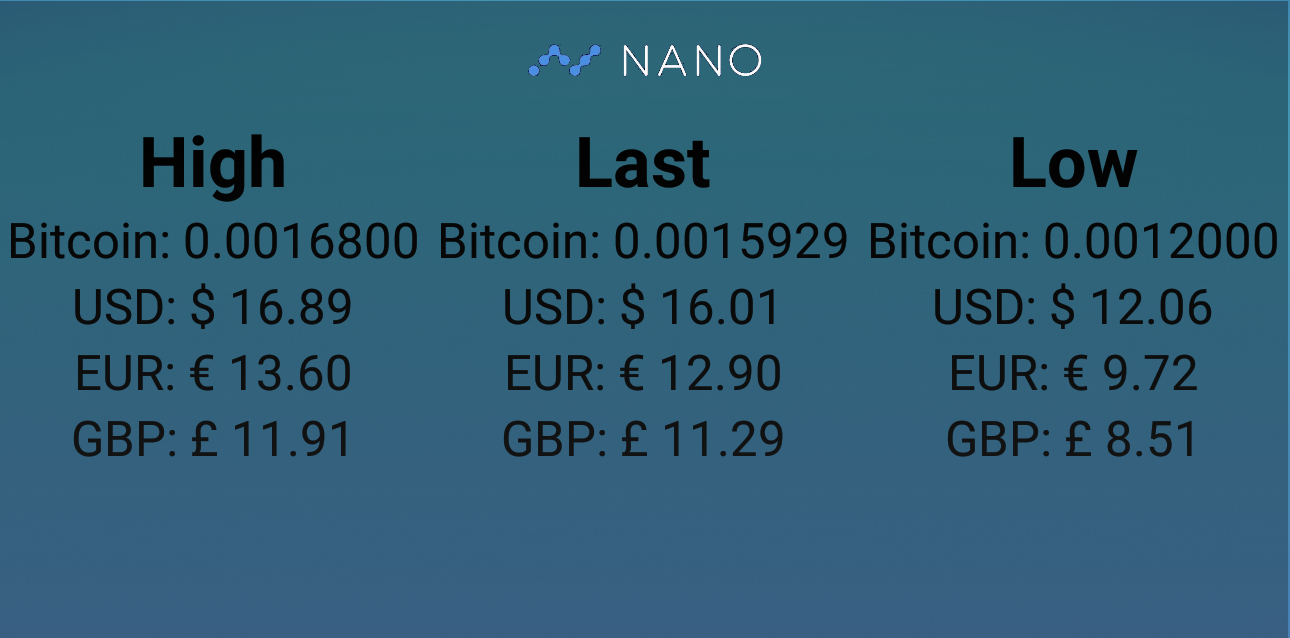 NANO
High
Bitcoin: 0.0016800
USD: $ 16.89
EUR: € 13.60
GBP: £ 11.91
Last
Bitcoin: 0.0015929
USD: $ 16.01
EUR: € 12.90
GBP: £ 11.29
Low
Bitcoin: 0.0012000
USD: $ 12.06
EUR: € 9.72
GBP: £ 8.51